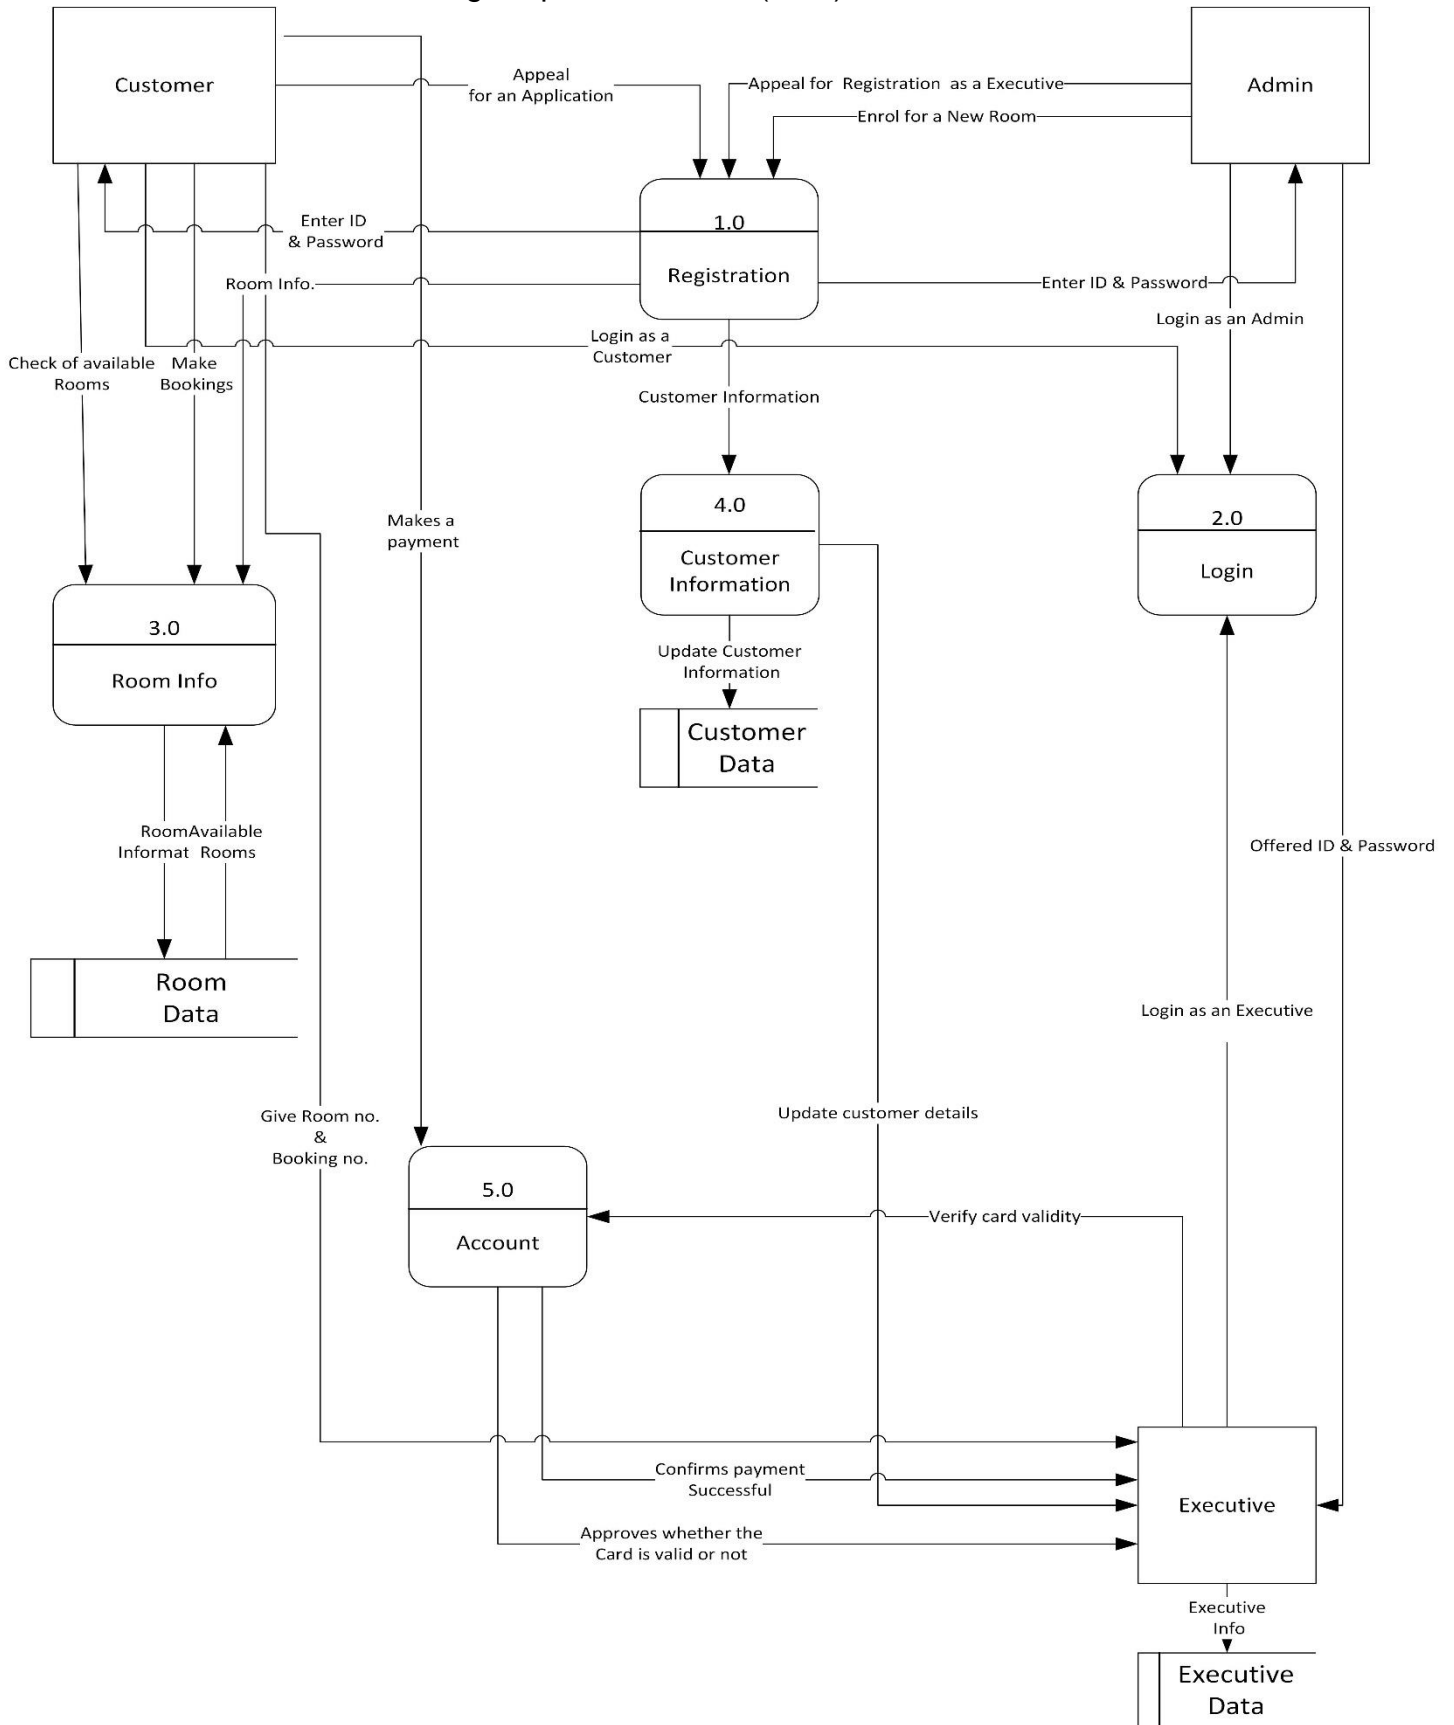 Customer
Admin
Appeal
for an Application
Appeal for  Registration  as a Executive
Enrol for a New Room
1.0
Registration
Enter ID
& Password
Room Info.
Enter ID & Password
Login as an Admin
Login as a
Customer
Check of available
Rooms
Make
Bookings
Customer Information
4.0
Customer
Information
2.0
Login
Makes a
payment
3.0
Room Info
Update Customer
Information
Customer
Data
Room
Informat
Available
Rooms
Offered ID & Password
Room
Data
Login as an Executive
Give Room no.
&
Booking no.
Update customer details
5.0
Account
Verify card validity
Confirms payment
Successful
Approves whether the
Card is valid or not
Executive
Executive
Info
Executive
Data